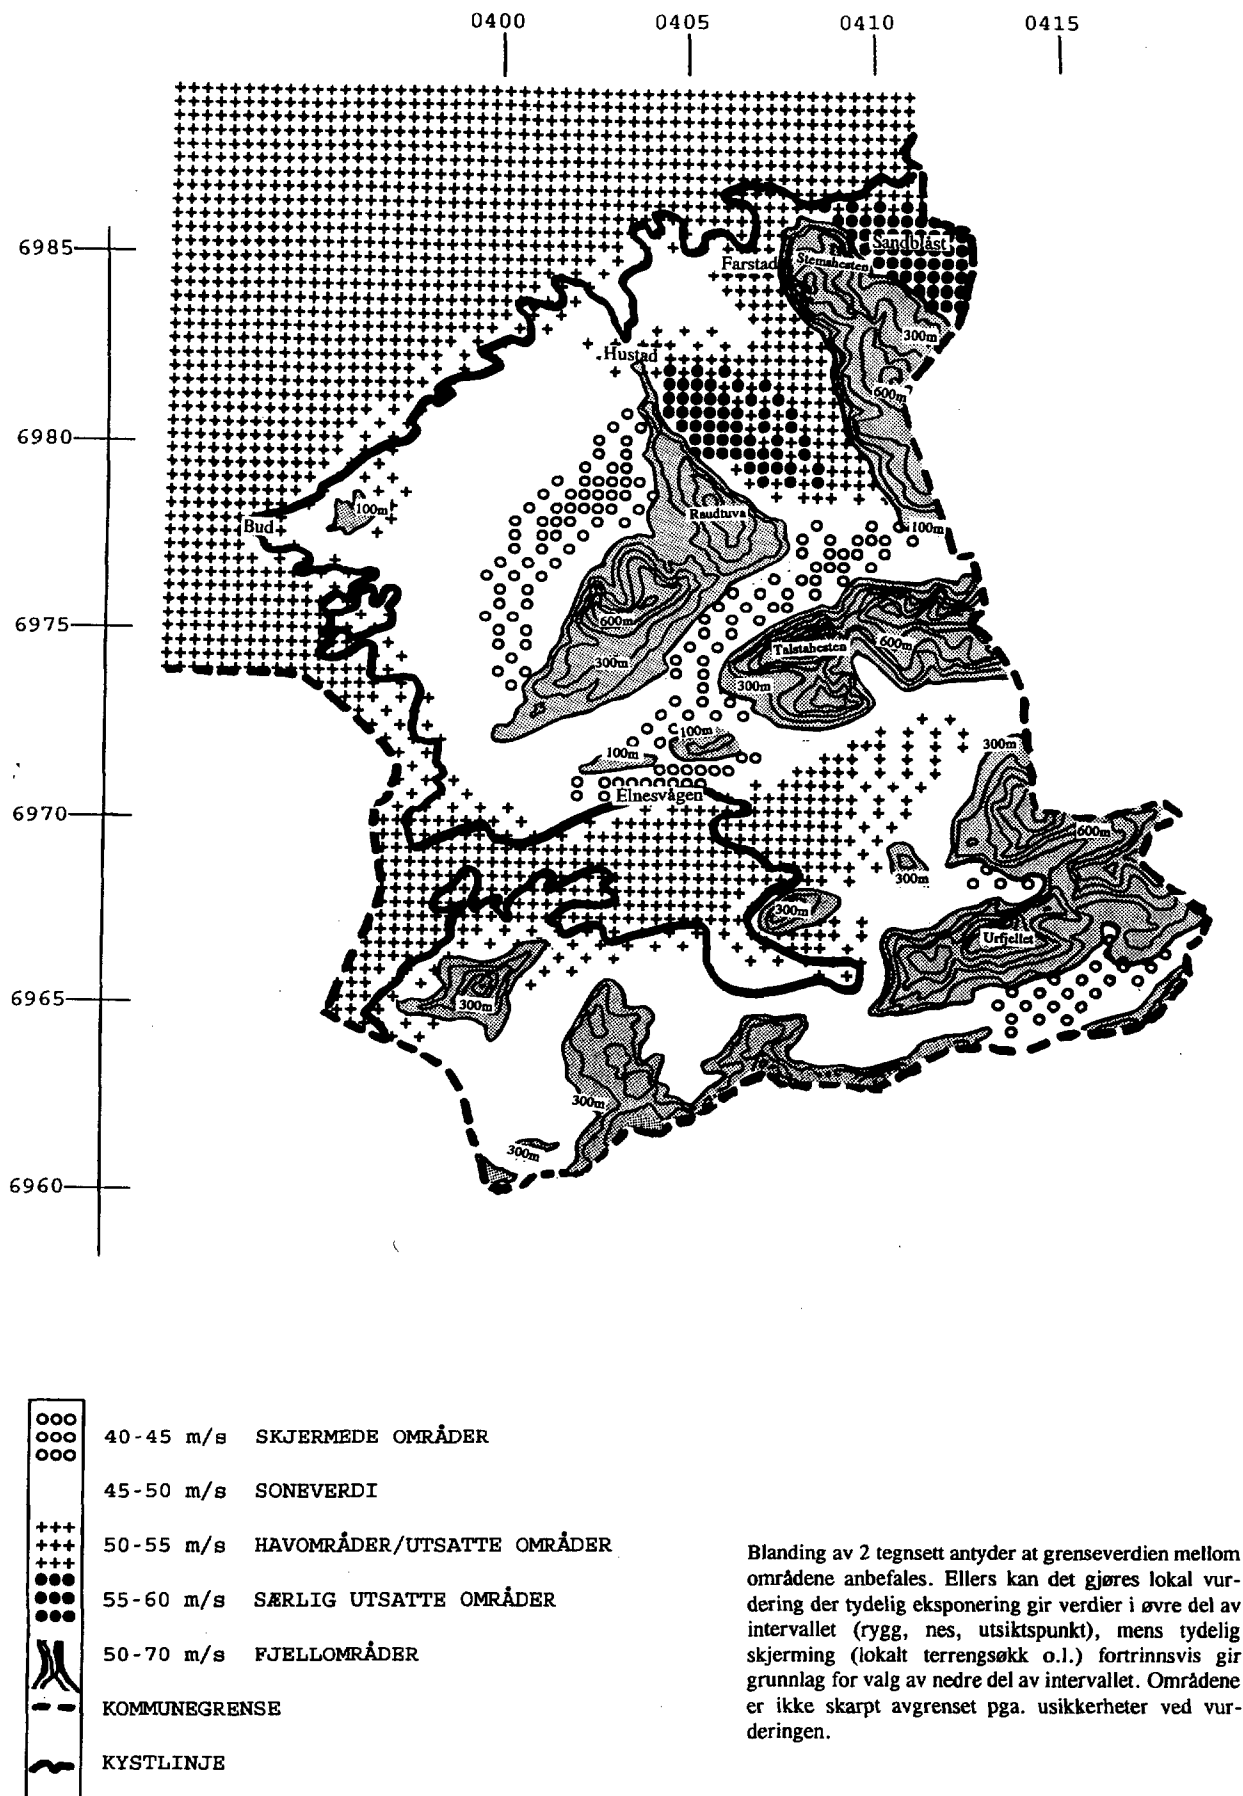 0400 0405 0410 0415
6985
Sandblåst
Farstad
Stemshesten
300m
Hustad
600m
6980
100m
Raudtuva
Bud
100m
6975
600m
600m
Talstahesten
300m
300m
100m
300m
100m
Elnesvågen
6970
600m
300m
300m
Urfjellet
6965
300m
300m
300m
6960
40-45 m/s SKJERMEDE OMRÅDER
45-50 m/s SONEVERDI
50-55 m/s HAVOMRÅDER/UTSATTE OMRÅDER
55-60 m/s SÆRLIG UTSATTE OMRÅDER
50-70 m/s FJELLOMRÅDER
KOMMUNEGRENSE
KYSTLINJE
Blanding av 2 tegnsett antyder at grenseverdien mellom
områdene anbefales. Ellers kan det gjøres lokal vur-
dering der tydelig eksponering gir verdier i øvre del av
intervallet (rygg, nes, utsiktspunkt), mens tydelig
skjerming (lokalt terrengsøkk o.l.) fortrinnsvis gir
grunnlag for valg av nedre del av intervallet. Områdene
er ikke skarpt avgrenset pga. usikkerheter ved vur-
deringen.